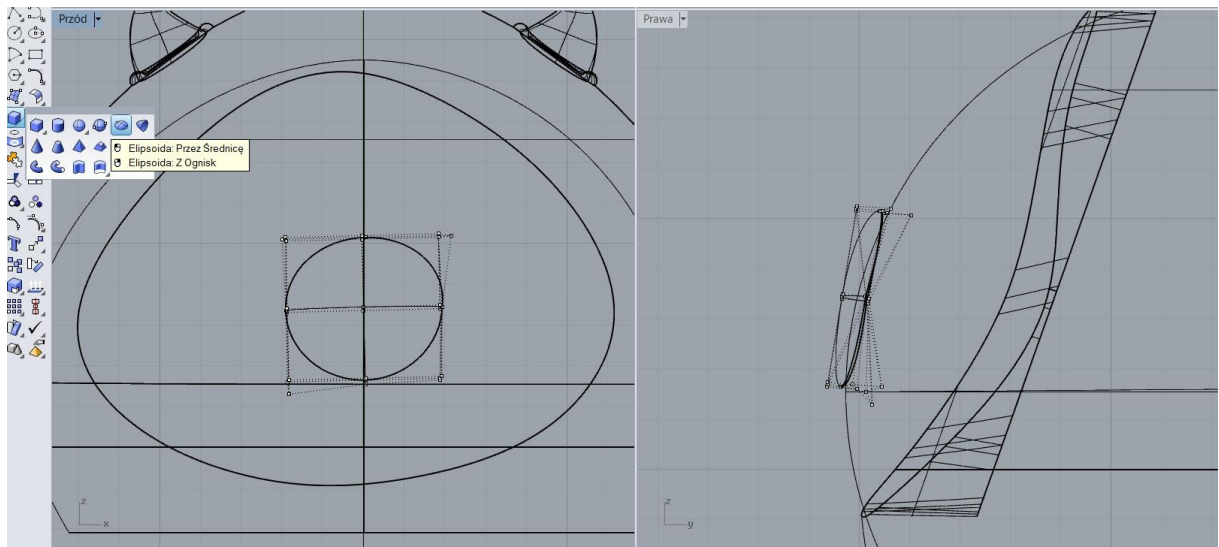 Przód
Prawa
Elipsoida: Przez Średnicę
Elipsoida: Z Ognisk
z
x
z
y